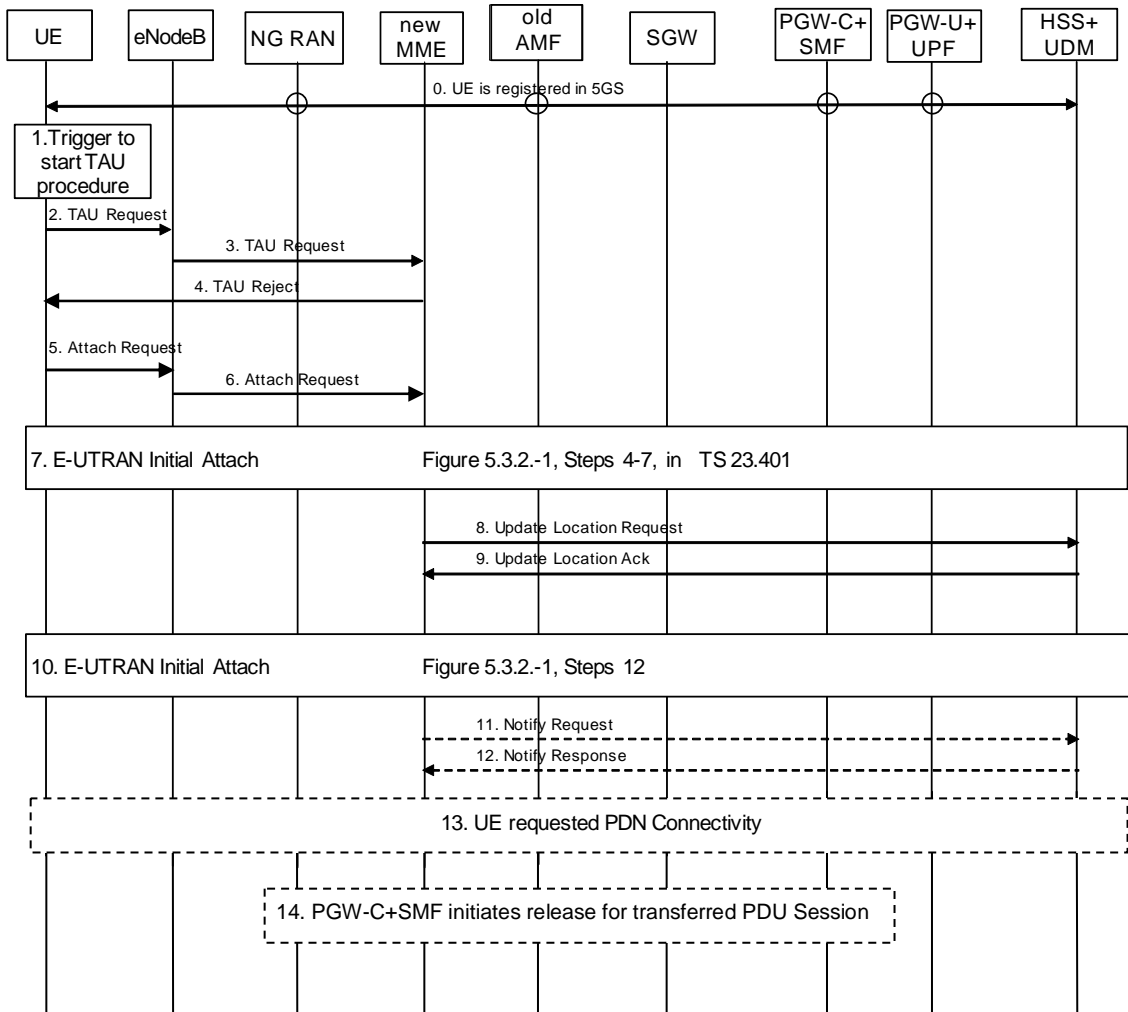 UE
eNodeB
NG RAN
new
MME
old
AMF
SGW
PGW-C+
SMF
PGW-U+
UPF
HSS+
UDM
0. UE is registered in 5GS
1.Trigger to
start TAU
procedure
2. TAU Request
3. TAU Request
4. TAU Reject
5. Attach Request
6. Attach Request
7. E-UTRAN Initial Attach Figure 5.3.2.-1, Steps 4-7, in TS 23.401
8. Update Location Request
9. Update Location Ack
10. E-UTRAN Initial Attach Figure 5.3.2.-1, Steps 12
11. Notify Request
12. Notify Response
13. UE requested PDN Connectivity
14. PGW-C+SMF initiates release for transferred PDU Session